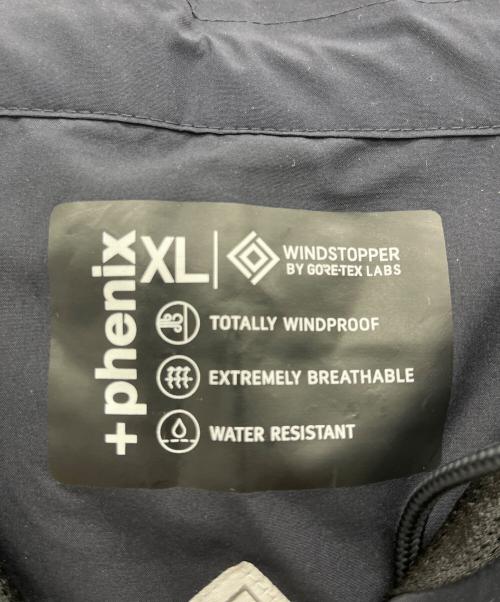 +phenix
XL
WINDSTOPPER
BY GORE-TEX LABS
TOTALLY WINDPROOF
EXTREMELY BREATHABLE
WATER RESISTANT